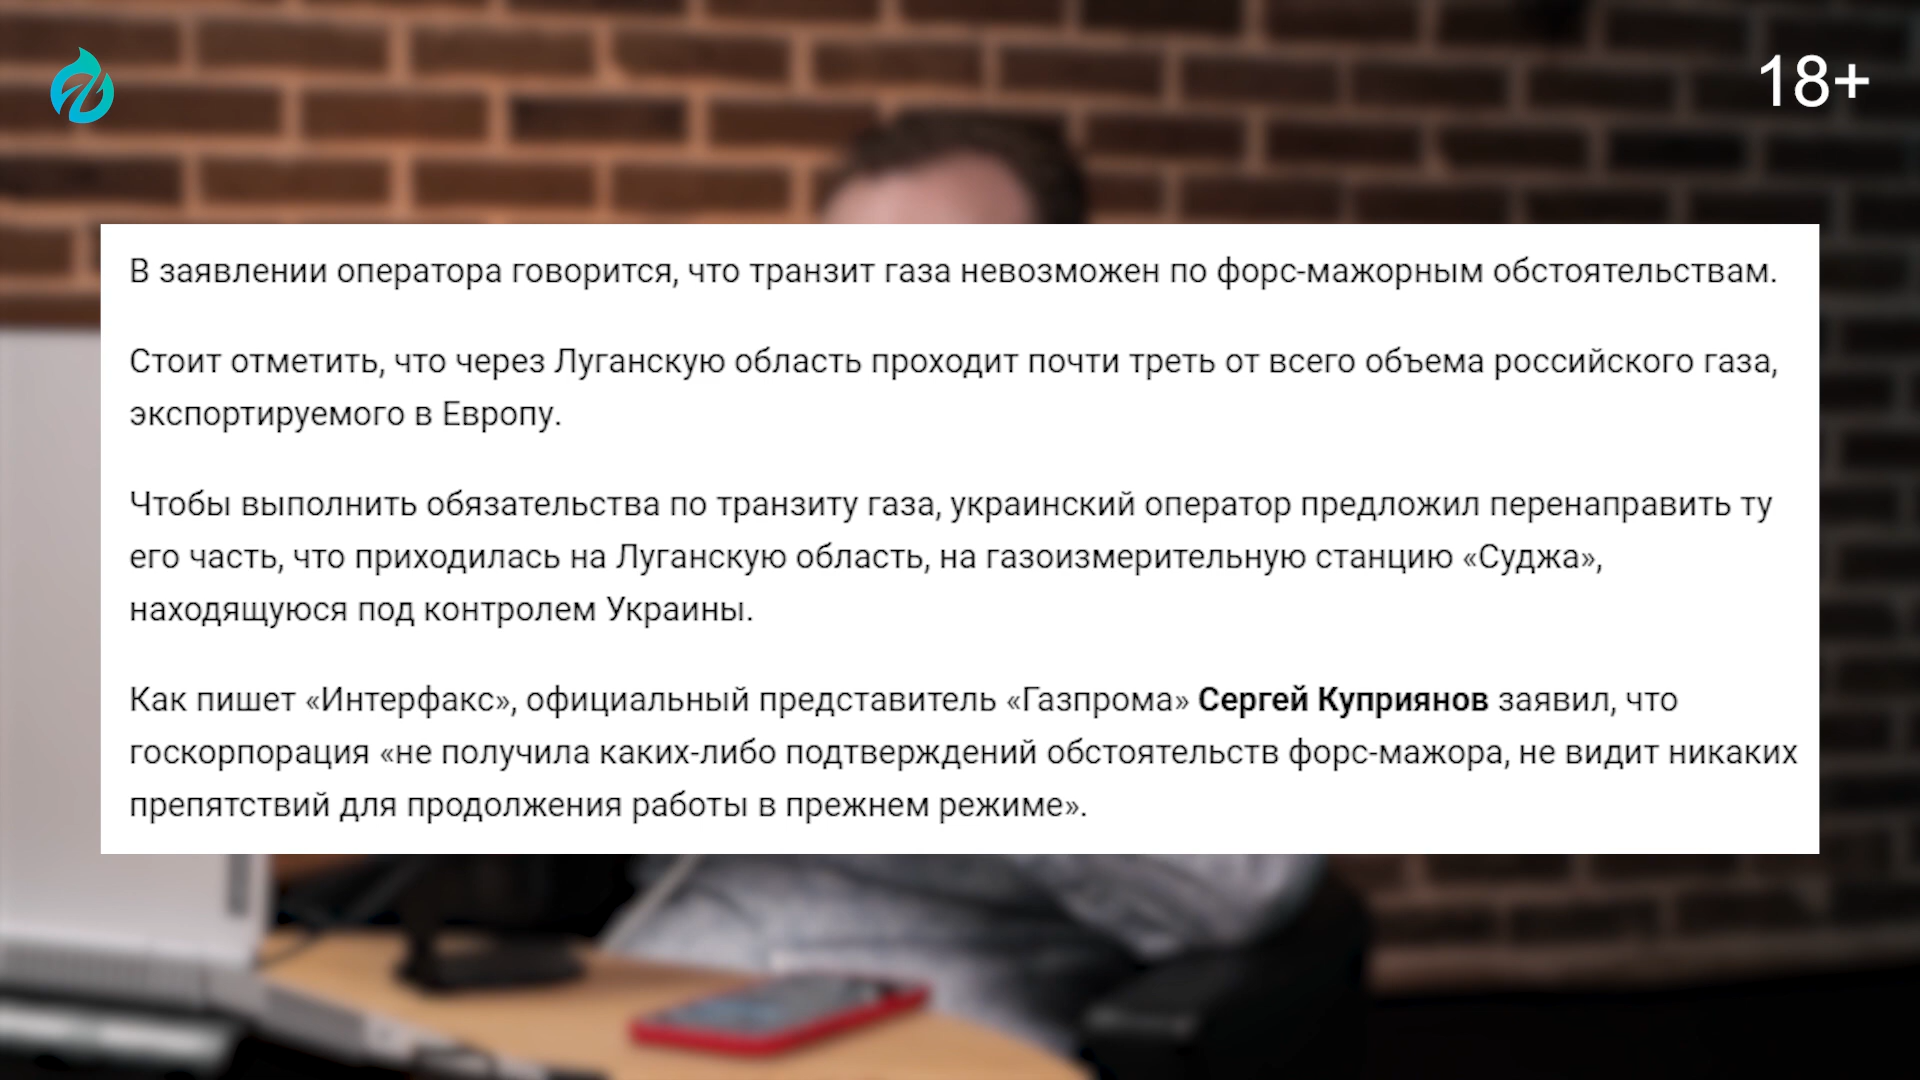 18+
В заявлении оператора говорится, что транзит газа невозможен по форс-мажорным обстоятельствам.
Стоит отметить, что через Луганскую область проходит почти треть от всего объема российского газа,
экспортируемого в Европу.
Чтобы выполнить обязательства по транзиту газа, украинский оператор предложил перенаправить ту
его часть, что приходилась на Луганскую область, на газоизмерительную станцию «Суджа»,
находящуюся под контролем Украины.
Как пишет «Интерфакс», официальный представитель «Газпрома» Сергей Куприянов заявил, что
госкорпорация «не получила каких-либо подтверждений обстоятельств форс-мажора, не видит никаких
препятствий для продолжения работы в прежнем режиме».